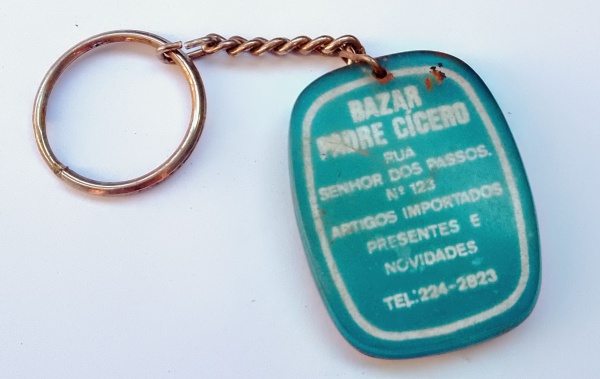 BAZAR
PADRE CÍCERO
RUA
SENHOR DOS PASSOS.
Nº 123
ARTIGOS IMPORTADOS
PRESENTES E
NOVIDADES
TEL:224-2823